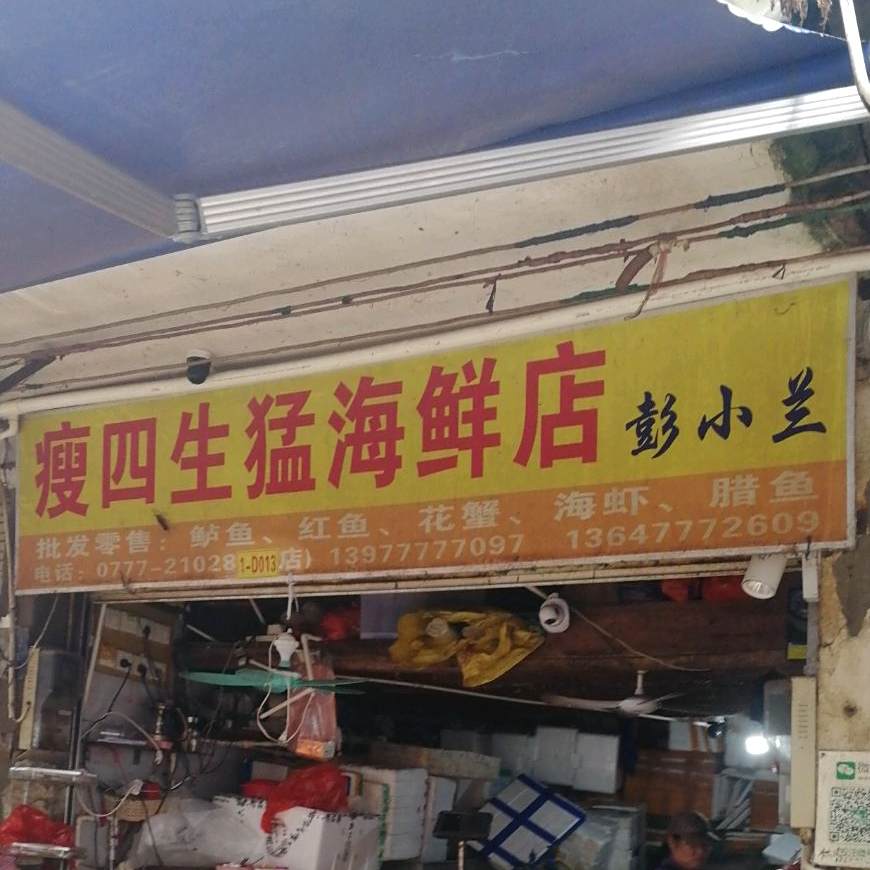 瘦四生猛海鲜店 彭小兰
批发零售：鲈鱼、红鱼、花蟹、海虾、腊鱼
电话：0777-21028 店) 13977777097 13647772609
1-D013
微